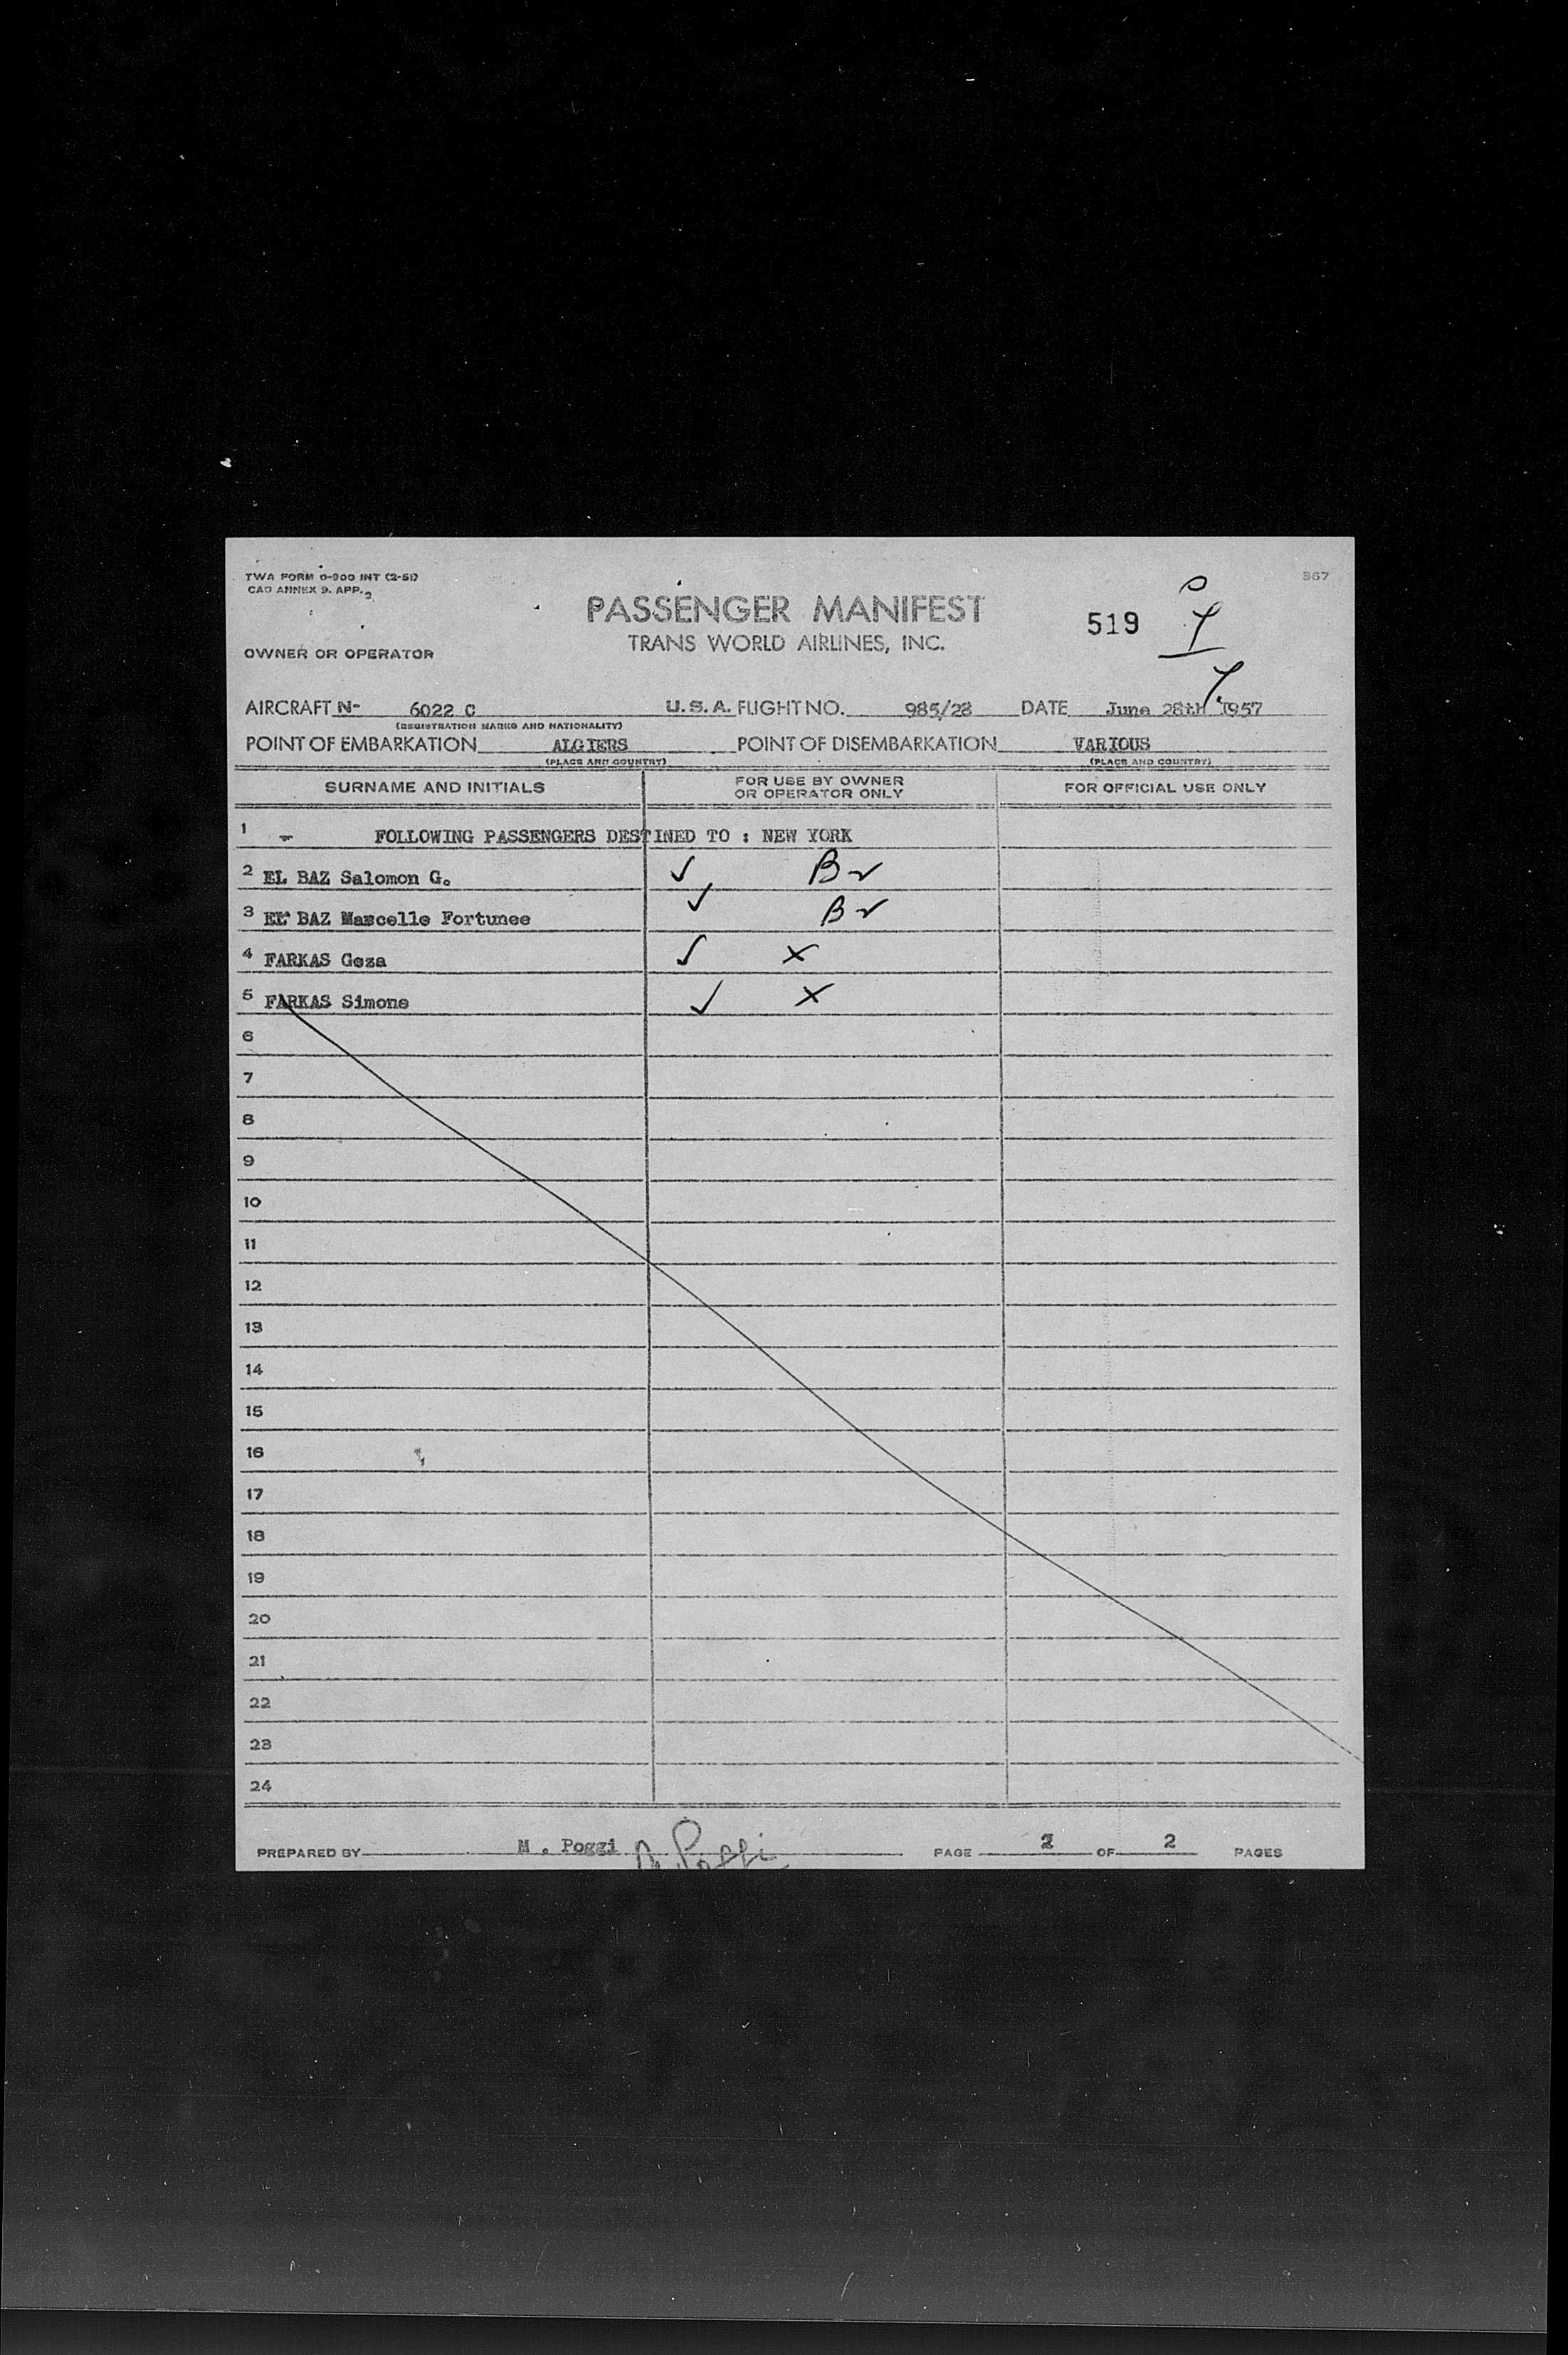 TWA FORM 0-900 INT (2-51)
CAO ANNEX 9. APP. 2
367
PASSENGER MANIFEST
519
TRANS WORLD AIRLINES, INC.
OWNER OR OPERATOR
AIRCRAFT N- 6022 C U.S.A. FLIGHT NO. 985/28 DATE June 28th 1957
(REGISTRATION MARKS AND NATIONALITY)
POINT OF EMBARKATION ALGIERS POINT OF DISEMBARKATION VARIOUS
(PLACE AND COUNTRY) (PLACE AND COUNTRY)
SURNAME AND INITIALS FOR USE BY OWNER OR OPERATOR ONLY FOR OFFICIAL USE ONLY
1 - FOLLOWING PASSENGERS DESTINED TO : NEW YORK
2 EL BAZ Salomon G. ✓ B ✓
3 EL BAZ Marcelle Fortunee ✓ B ✓
4 FARKAS Geza ✓ X
5 FARKAS Simone ✓ X
6
7
8
9
10
11
12
13
14
15
16
17
18
19
20
21
22
23
24
PREPARED BY M . Poggi M. Poggi PAGE 2 OF 2 PAGES